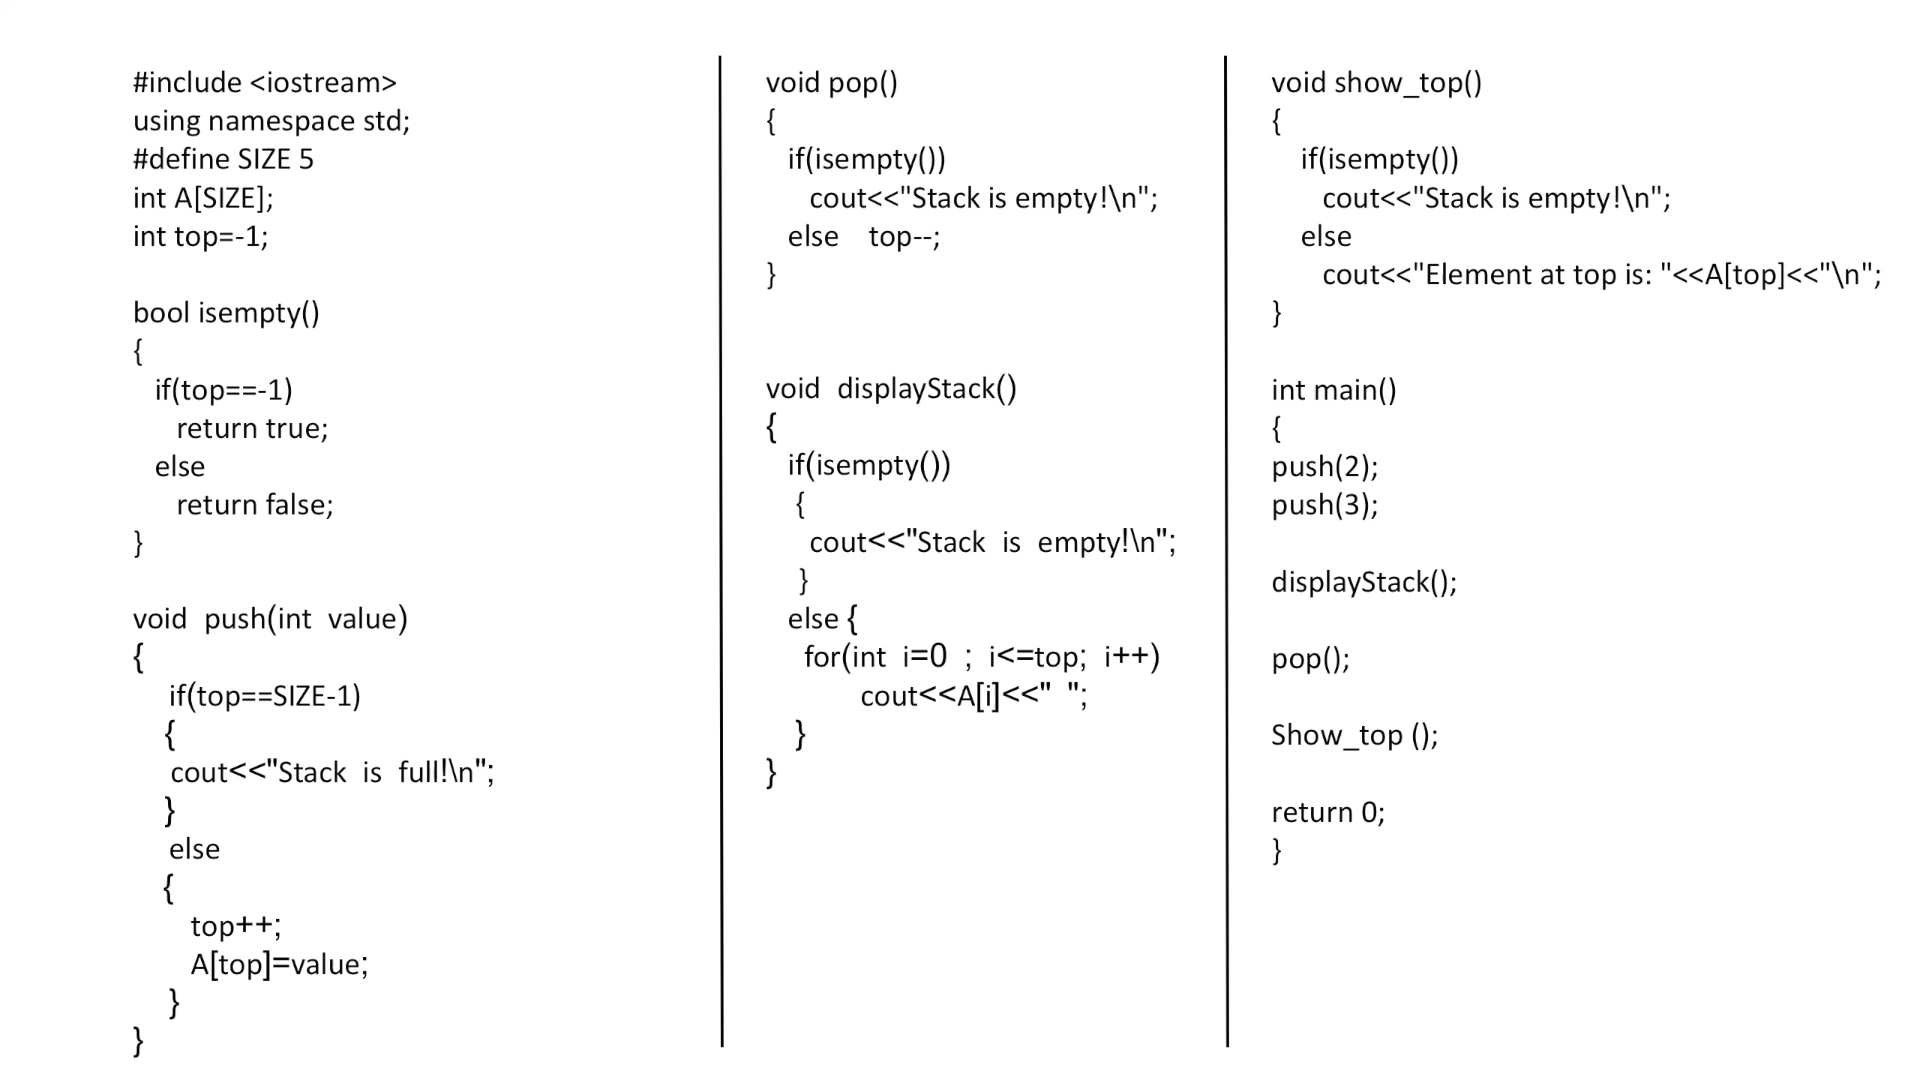 #include <iostream>
using namespace std;
#define SIZE 5
int A[SIZE];
int top=-1;
bool isempty()
{
if(top==-1)
return true;
else
return false;
}
void push(int value)
{
if(top==SIZE-1)
{
cout<<"Stack is full!\n";
}
else
{
top++;
A[top]=value;
}
}
void pop()
{
if(isempty())
cout<<"Stack is empty!\n";
else top--;
}
void displayStack()
{
if(isempty())
{
cout<<"Stack is empty!\n";
}
else {
for(int i=0 ; i<=top; i++)
cout<<A[i]<<" ";
}
}
void show_top()
{
if(isempty())
cout<<"Stack is empty!\n";
else
cout<<"Element at top is: "<<A[top]<<"\n";
}
int main()
{
push(2);
push(3);
displayStack();
pop();
Show_top ();
return 0;
}